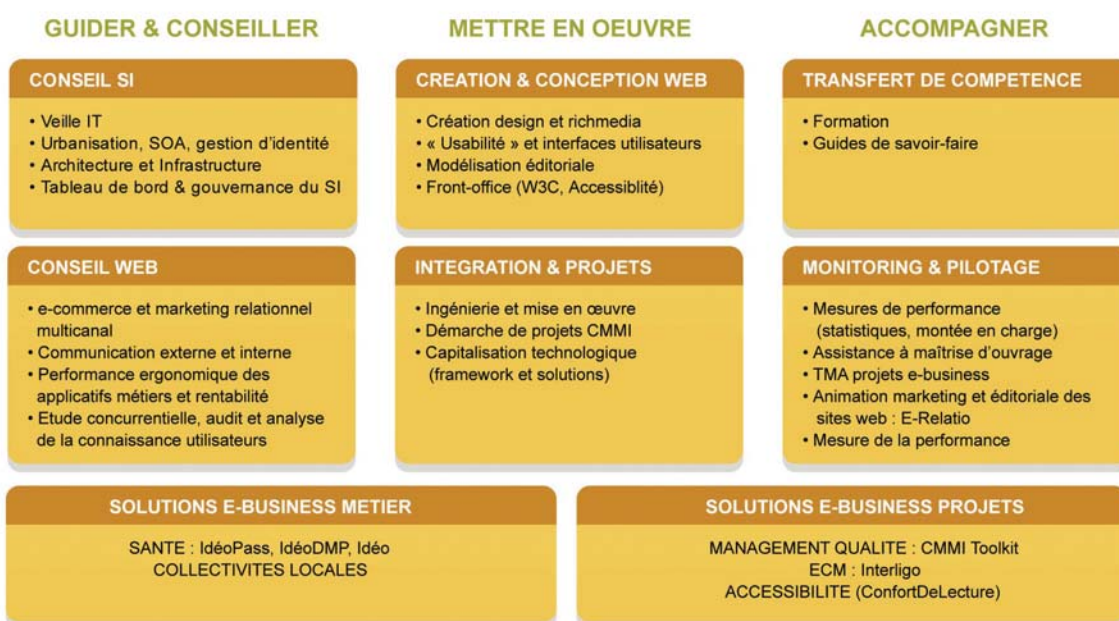 GUIDER & CONSEILLER
METTRE EN OEUVRE
ACCOMPAGNER
CONSEIL SI
• Veille IT
• Urbanisation, SOA, gestion d'identité
• Architecture et Infrastructure
• Tableau de bord & gouvernance du SI
CREATION & CONCEPTION WEB
• Création design et richmedia
• « Usabilité » et interfaces utilisateurs
• Modélisation éditoriale
• Front-office (W3C, Accessiblité)
TRANSFERT DE COMPETENCE
• Formation
• Guides de savoir-faire
CONSEIL WEB
• e-commerce et marketing relationnel
multicanal
• Communication externe et interne
• Performance ergonomique des
applicatifs métiers et rentabilité
• Etude concurrentielle, audit et analyse
de la connaissance utilisateurs
INTEGRATION & PROJETS
• Ingénierie et mise en œuvre
• Démarche de projets CMMI
• Capitalisation technologique
(framework et solutions)
MONITORING & PILOTAGE
• Mesures de performance
(statistiques, montée en charge)
• Assistance à maîtrise d'ouvrage
• TMA projets e-business
• Animation marketing et éditoriale des
sites web : E-Relatio
• Mesure de la performance
SOLUTIONS E-BUSINESS METIER
SANTE : IdéoPass, IdéoDMP, Idéo
COLLECTIVITES LOCALES
SOLUTIONS E-BUSINESS PROJETS
MANAGEMENT QUALITE : CMMI Toolkit
ECM : Interligo
ACCESSIBILITE (ConfortDeLecture)